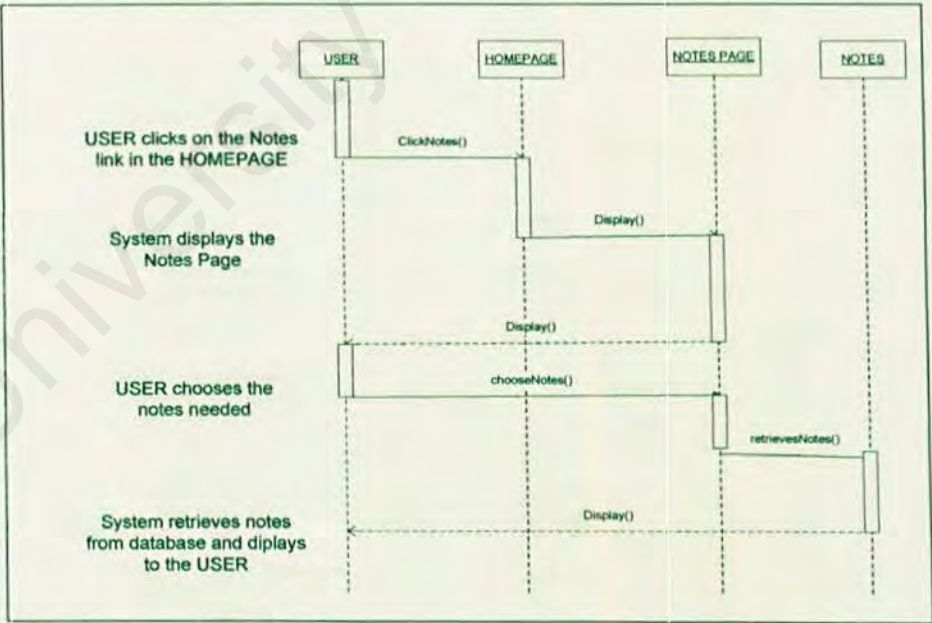 USER
HOMEPAGE
NOTES PAGE
NOTES
USER clicks on the Notes
link in the HOMEPAGE
ClickNotes()
Display()
System displays the
Notes Page
Display()
USER chooses the
notes needed
chooseNotes()
retrievesNotes()
System retrieves notes
from database and diplays
to the USER
Display()
University